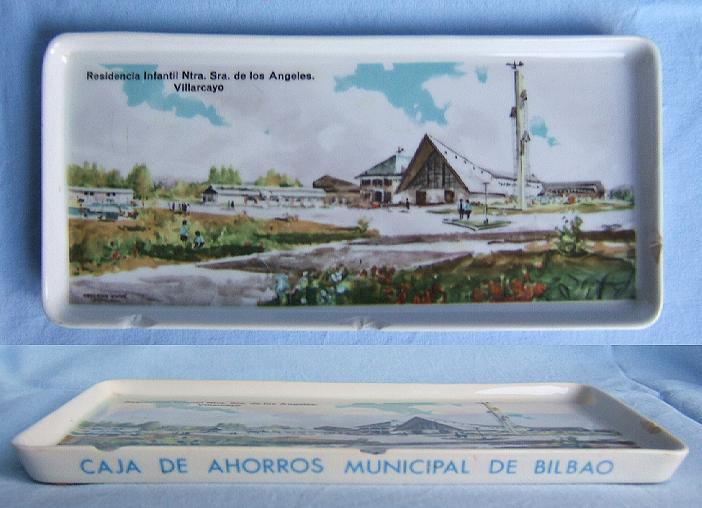 Residencia Infantil Ntra. Sra. de los Angeles.
Villarcayo
CAJA DE AHORROS MUNICIPAL DE BILBAO